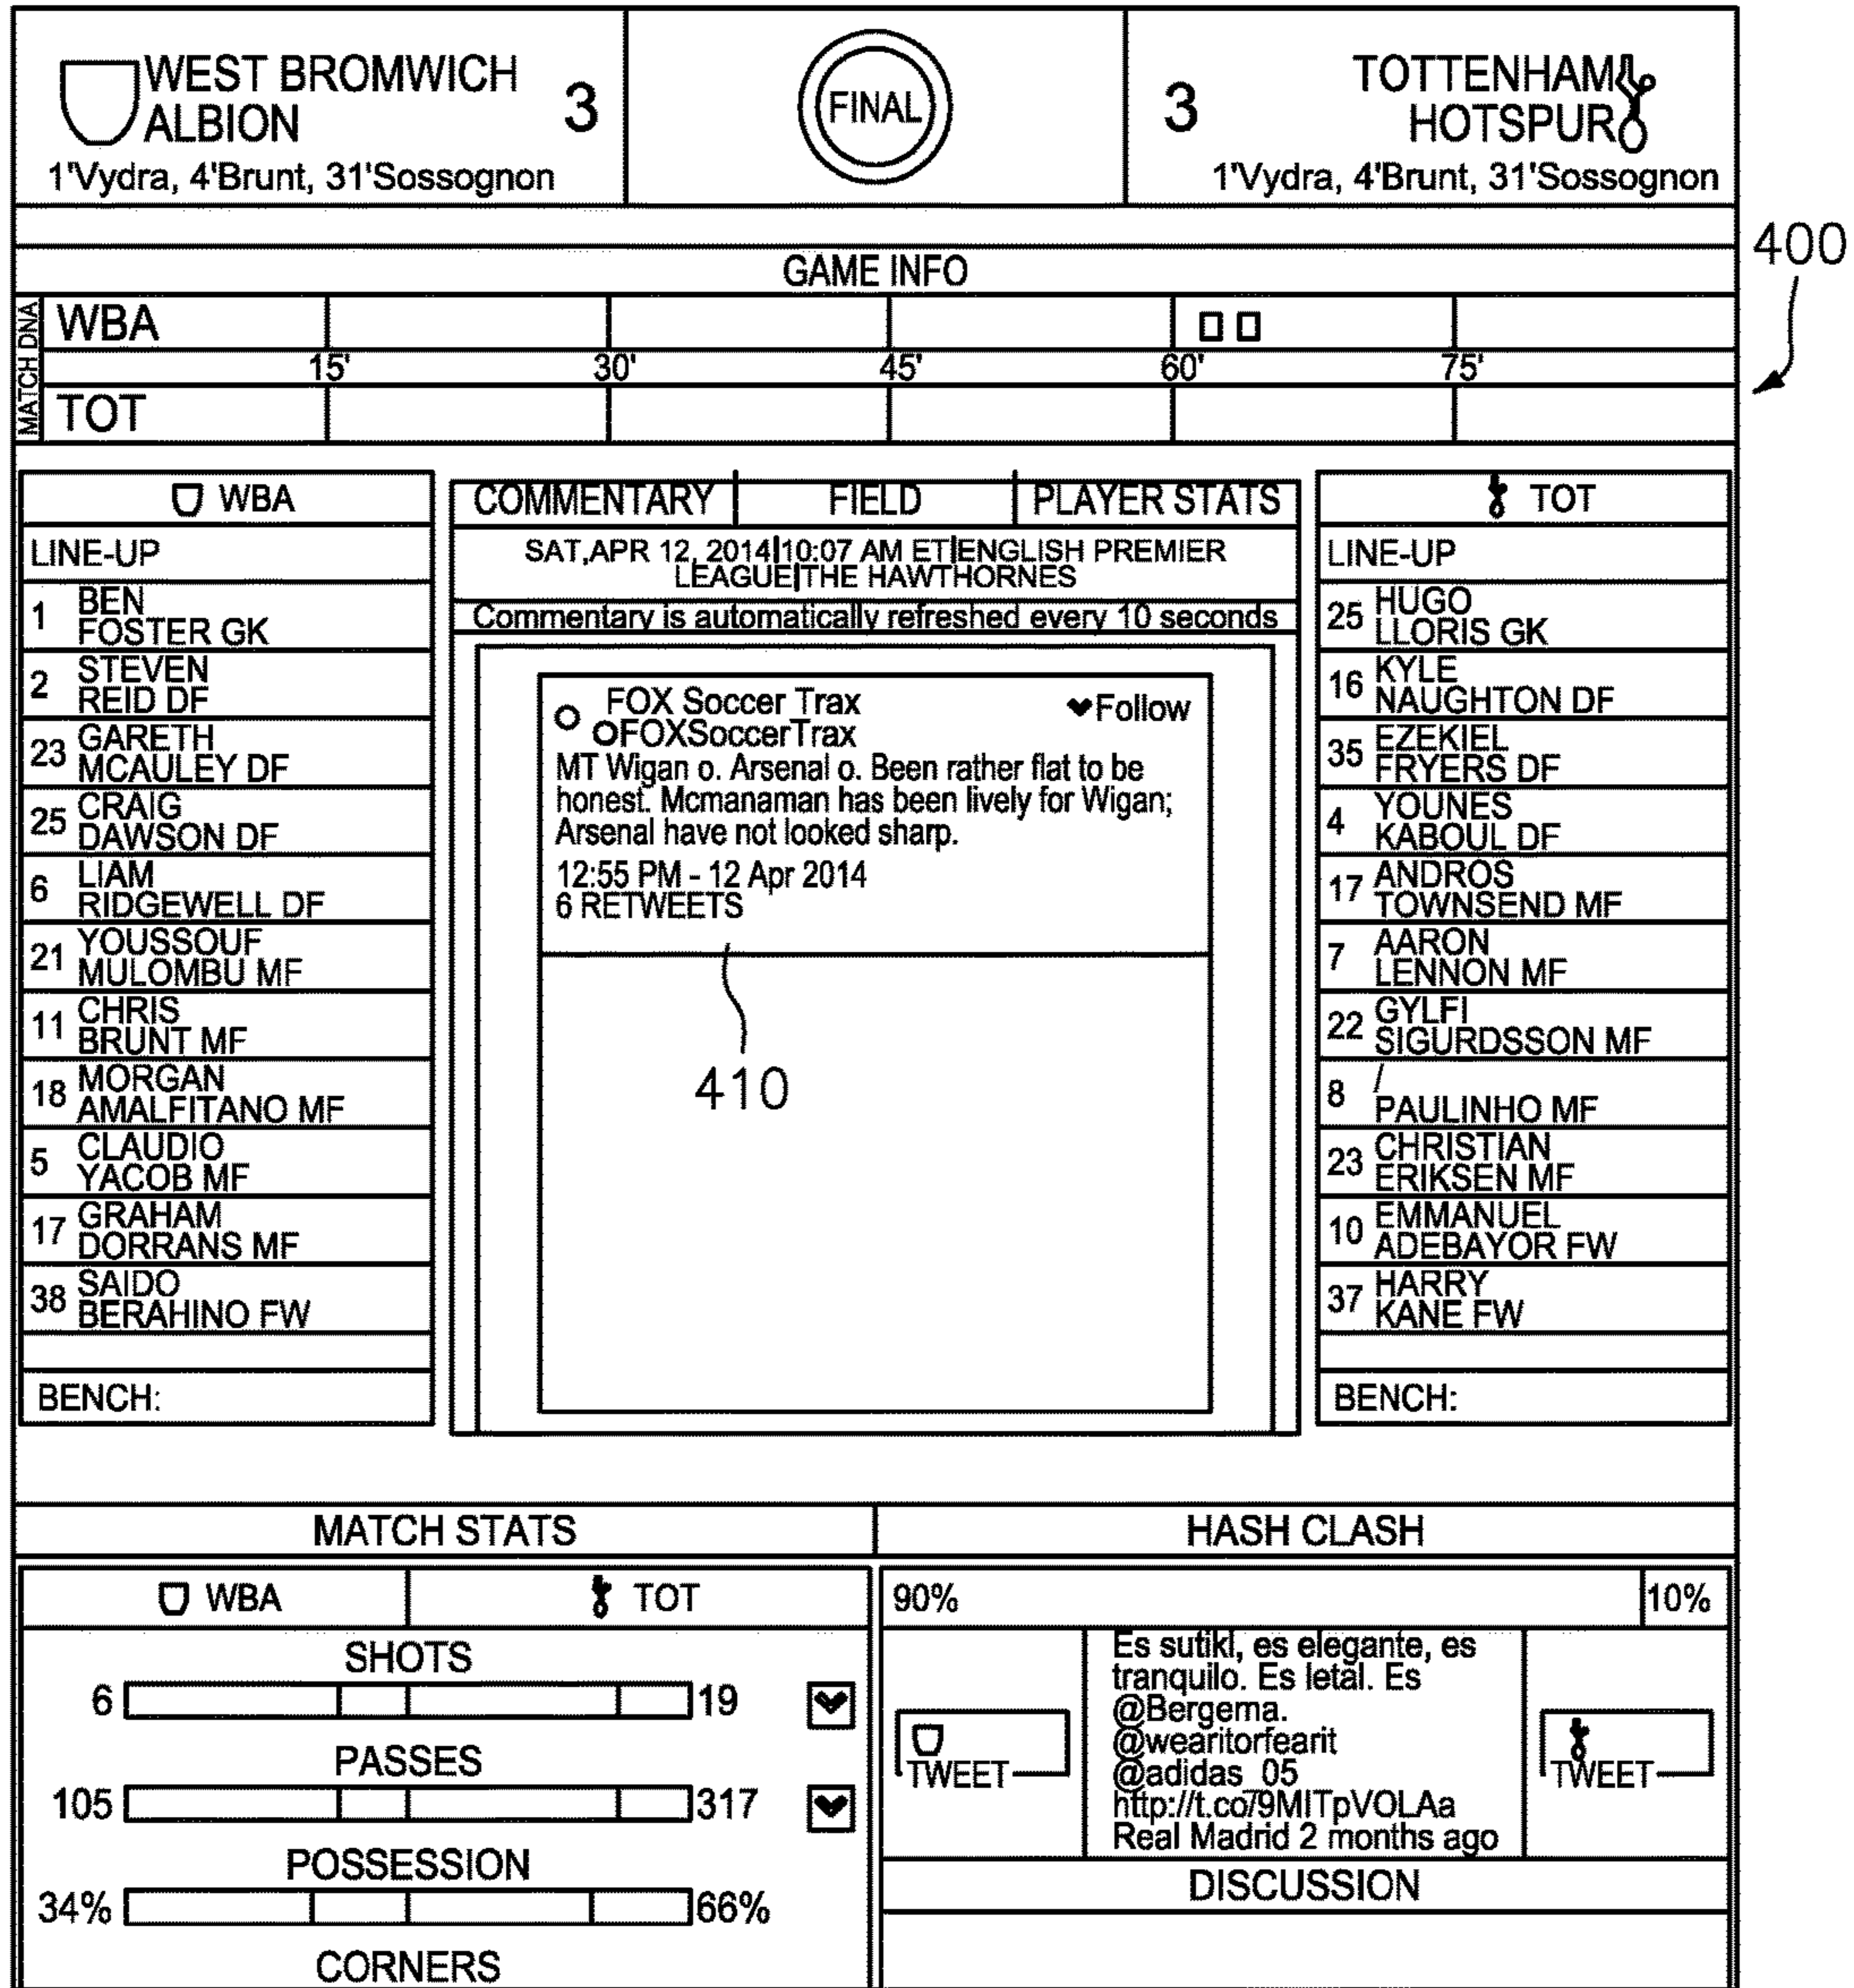 WEST BROMWICH
ALBION
3
1'Vydra, 4'Brunt, 31'Sossognon
FINAL
3
TOTTENHAM
HOTSPUR
1'Vydra, 4'Brunt, 31'Sossognon
400
GAME INFO
MATCH DNA
WBA
15' 30' 45' 60' 75'
TOT
WBA
LINE-UP
1 BEN
FOSTER GK
2 STEVEN
REID DF
23 GARETH
MCAULEY DF
25 CRAIG
DAWSON DF
6 LIAM
RIDGEWELL DF
21 YOUSSOUF
MULOMBU MF
11 CHRIS
BRUNT MF
18 MORGAN
AMALFITANO MF
5 CLAUDIO
YACOB MF
17 GRAHAM
DORRANS MF
38 SAIDO
BERAHINO FW
BENCH:
COMMENTARY FIELD PLAYER STATS
SAT,APR 12, 2014|10:07 AM ET|ENGLISH PREMIER
LEAGUE|THE HAWTHORNES
Commentary is automatically refreshed every 10 seconds
FOX Soccer Trax
Follow
OFOXSoccerTrax
MT Wigan o. Arsenal o. Been rather flat to be
honest. Mcmanaman has been lively for Wigan;
Arsenal have not looked sharp.
12:55 PM - 12 Apr 2014
6 RETWEETS
410
TOT
LINE-UP
25 HUGO
LLORIS GK
16 KYLE
NAUGHTON DF
35 EZEKIEL
FRYERS DF
4 YOUNES
KABOUL DF
17 ANDROS
TOWNSEND MF
7 AARON
LENNON MF
22 GYLFI
SIGURDSSON MF
8 /
PAULINHO MF
23 CHRISTIAN
ERIKSEN MF
10 EMMANUEL
ADEBAYOR FW
37 HARRY
KANE FW
BENCH:
MATCH STATS
WBA TOT
SHOTS
6 19
PASSES
105 317
POSSESSION
34% 66%
CORNERS
HASH CLASH
90% 10%
TWEET
Es sutikl, es elegante, es
tranquilo. Es letal. Es
@Bergema.
@wearitorfearit
@adidas_05
http://t.co/9MITpVOLAa
Real Madrid 2 months ago
TWEET
DISCUSSION